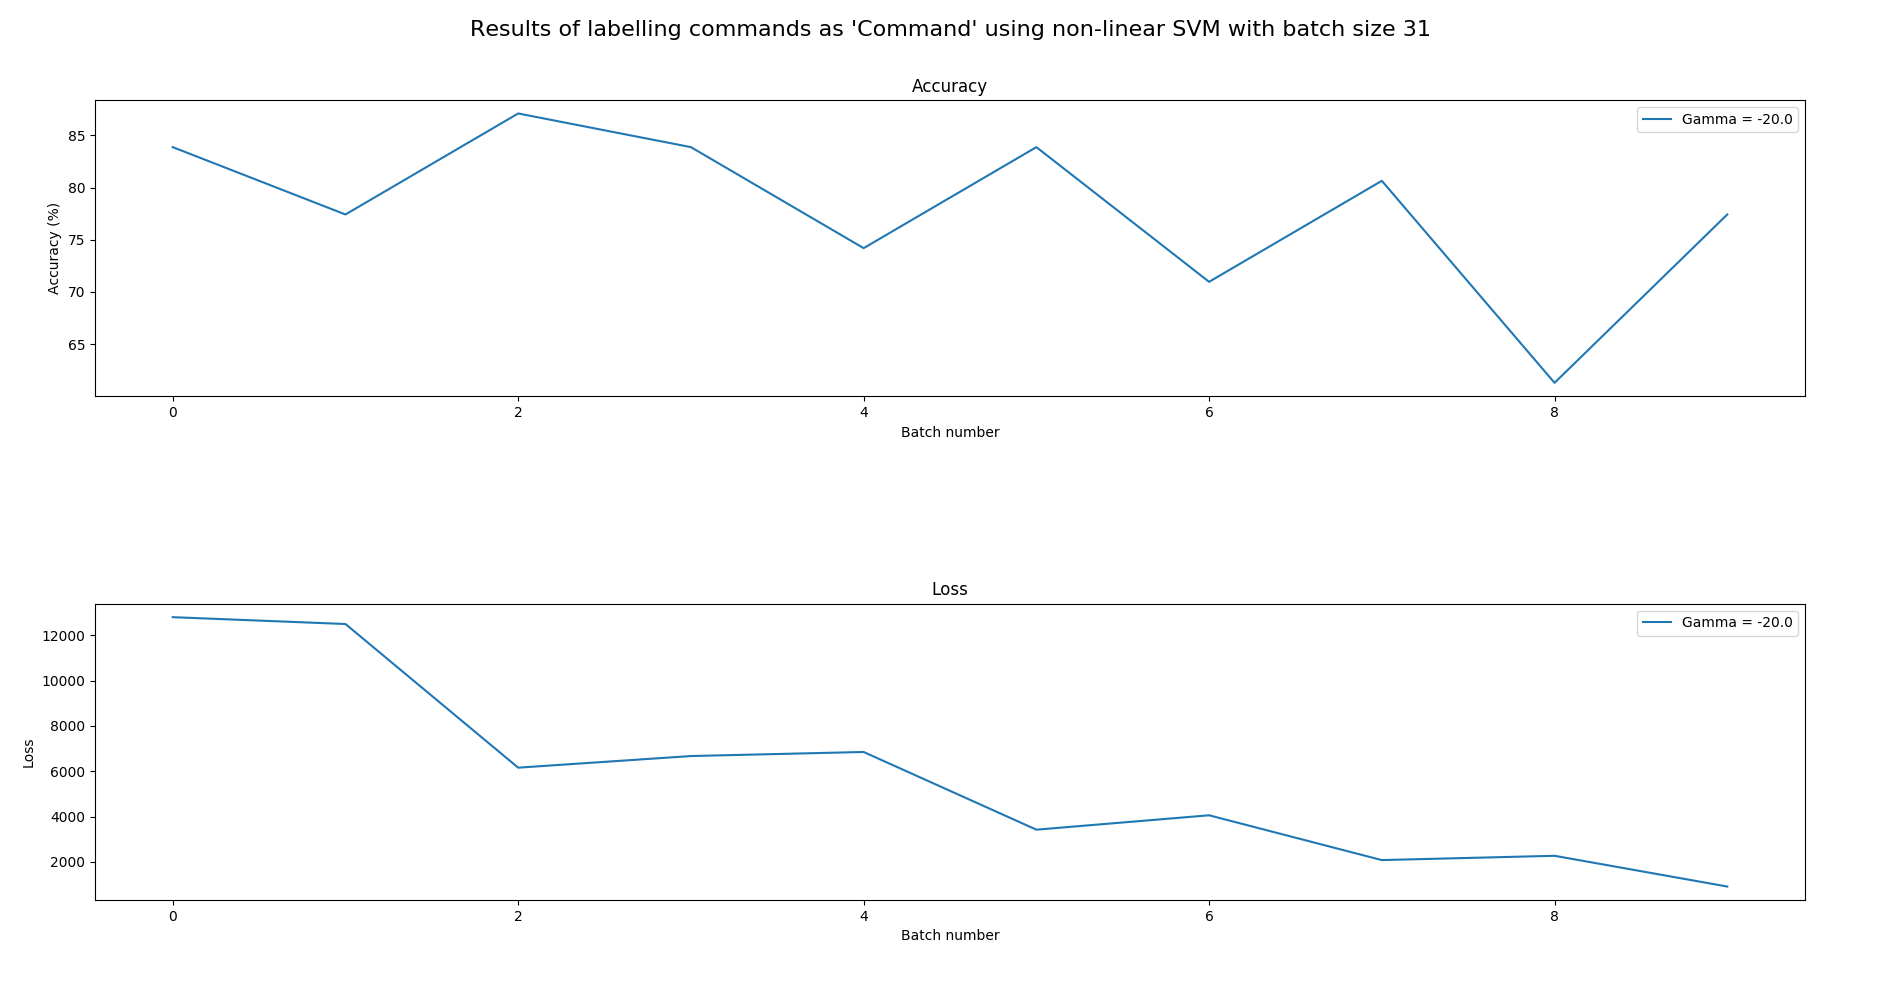 Results of labelling commands as 'Command' using non-linear SVM with batch size 31
Accuracy
Gamma = -20.0
Accuracy (%)
85
80
75
70
65
0 2 4 6 8
Batch number
Loss
Gamma = -20.0
Loss
12000
10000
8000
6000
4000
2000
0 2 4 6 8
Batch number